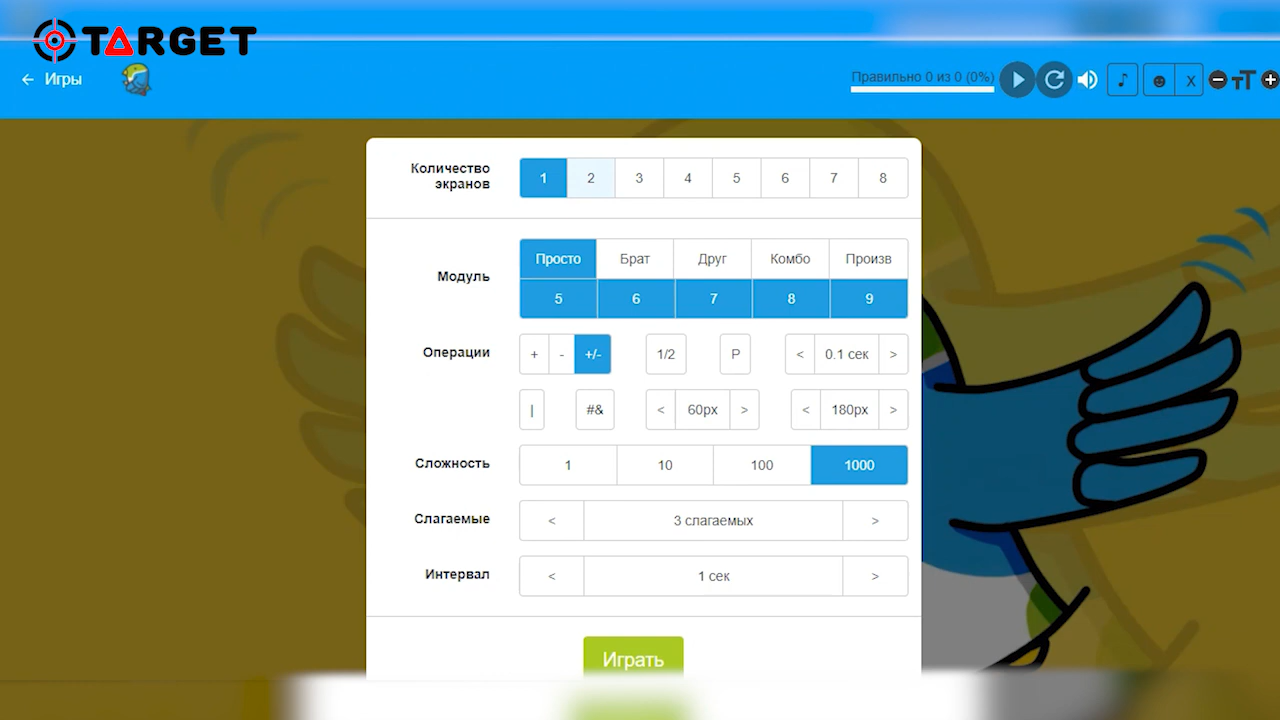 TARGET
← Игры
Правильно 0 из 0 (0%)
X
тT
Количество экранов
1 2 3 4 5 6 7 8
Модуль
Просто Брат Друг Комбо Произв
5 6 7 8 9
Операции
+ - +/- 1/2 P < 0.1 сек >
| #& < 60px > < 180px >
Сложность
1 10 100 1000
Слагаемые
< 3 слагаемых >
Интервал
< 1 сек >
Играть